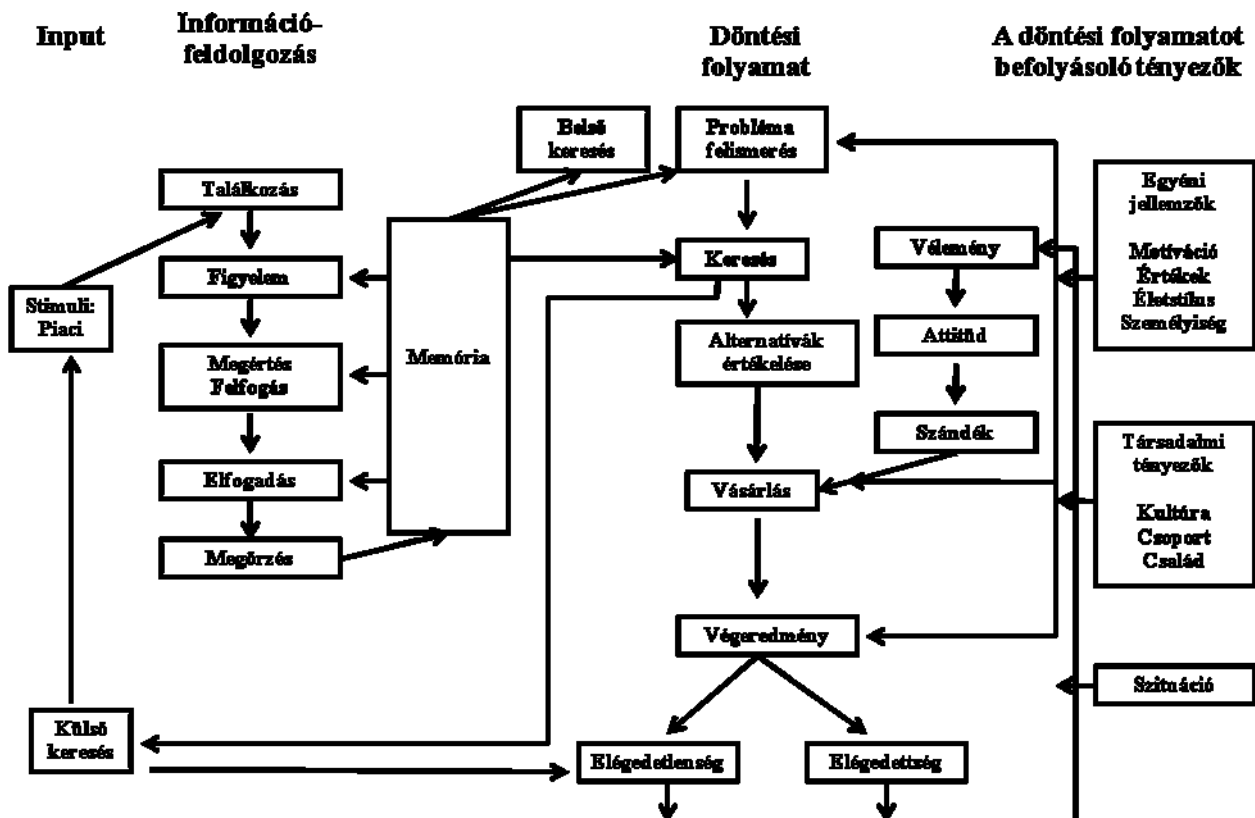 Input
Információ-
feldolgozás
Döntési
folyamat
A döntési folyamatot
befolyásoló tényezők
Belső
keresés
Probléma
felismerés
Találkozás
Egyéni
jellemzők
Motíváció
Értékek
Életstílus
Személyiség
Figyelem
Keresés
Vélemény
Stimuli:
Piaci
Megértés
Felfogás
Memória
Alternatívák
értékelése
Attitűd
Elfogadás
Szándék
Vásárlás
Társadalmi
tényezők
Kultúra
Csoport
Család
Megőrzés
Végeredmény
Szituáció
Külső
keresés
Elégedetlenség
Elégedettség